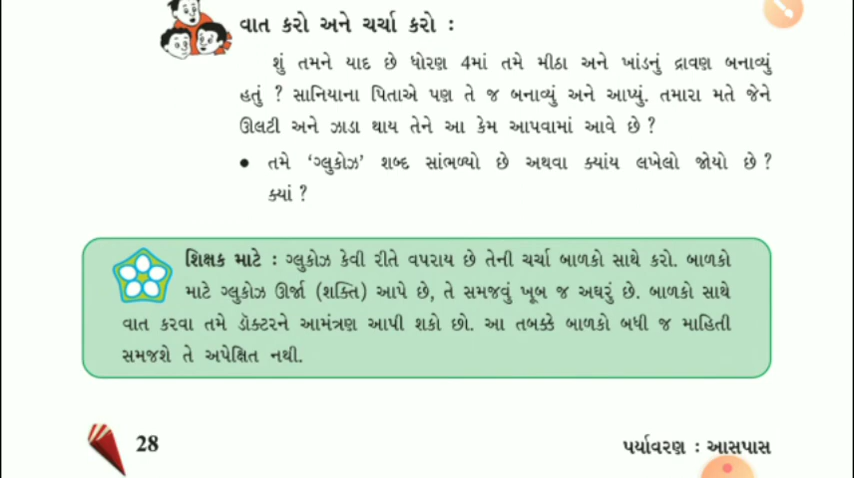 વાત કરો અને ચર્ચા કરો :
શું તમને યાદ છે ધોરણ 4માં તમે મીઠા અને ખાંડનું દ્રાવણ બનાવ્યું
હતું ? સાનિયાના પિતાએ પણ તે જ બનાવ્યું અને આપ્યું. તમારા મતે જેને
ઊલટી અને ઝાડા થાય તેને આ કેમ આપવામાં આવે છે ?
• તમે ‘ગ્લુકોઝ’ શબ્દ સાંભળ્યો છે અથવા ક્યાંય લખેલો જોયો છે ?
ક્યાં ?
શિક્ષક માટે : ગ્લુકોઝ કેવી રીતે વપરાય છે તેની ચર્ચા બાળકો સાથે કરો. બાળકો
માટે ગ્લુકોઝ ઊર્જા (શક્તિ) આપે છે, તે સમજવું ખૂબ જ અઘરું છે. બાળકો સાથે
વાત કરવા તમે ડૉક્ટરને આમંત્રણ આપી શકો છો. આ તબક્કે બાળકો બધી જ માહિતી
સમજશે તે અપેક્ષિત નથી.
28
પર્યાવરણ : આસપાસ